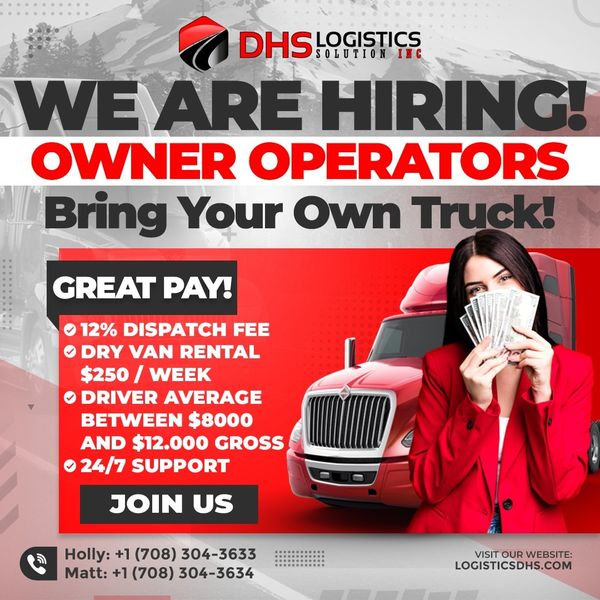 DHS LOGISTICS
SOLUTION INC
WE ARE HIRING!
OWNER OPERATORS
Bring Your Own Truck!
GREAT PAY!
12% DISPATCH FEE
DRY VAN RENTAL
$250 / WEEK
DRIVER AVERAGE
BETWEEN $8000
AND $12.000 GROSS
24/7 SUPPORT
JOIN US
Holly: +1 (708) 304-3633
Matt: +1 (708) 304-3634
VISIT OUR WEBSITE:
LOGISTICSDHS.COM